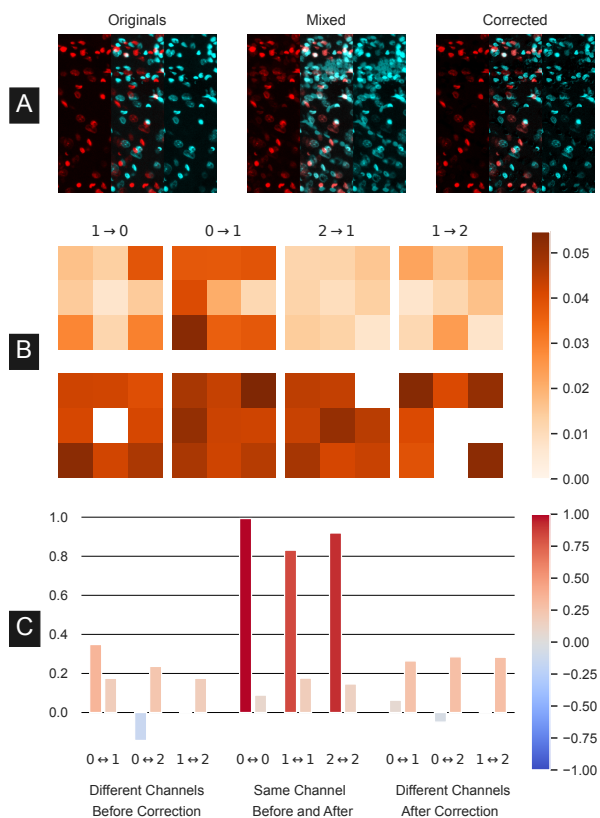 Originals Mixed Corrected
A
1 → 0 0 → 1 2 → 1 1 → 2
B
0.05
0.04
0.03
0.02
0.01
0.00
C
1.0
0.8
0.6
0.4
0.2
0.0
1.00
0.75
0.50
0.25
0.00
−0.25
−0.50
−0.75
−1.00
0 ↔ 1 0 ↔ 2 1 ↔ 2 0 ↔ 0 1 ↔ 1 2 ↔ 2 0 ↔ 1 0 ↔ 2 1 ↔ 2
Different Channels Same Channel Different Channels
Before Correction Before and After After Correction